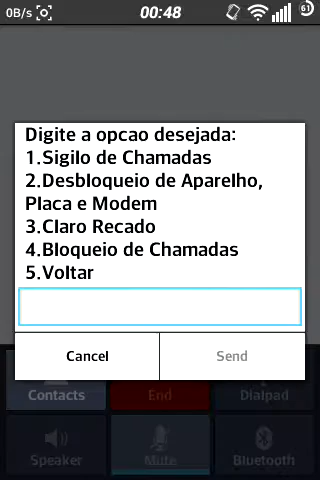 0B/s 00:48 61
Digite a opcao desejada:
1.Sigilo de Chamadas
2.Desbloqueio de Aparelho,
Placa e Modem
3.Claro Recado
4.Bloqueio de Chamadas
5.Voltar
Cancel Send
Contacts End Dialpad
Speaker Mute Bluetooth